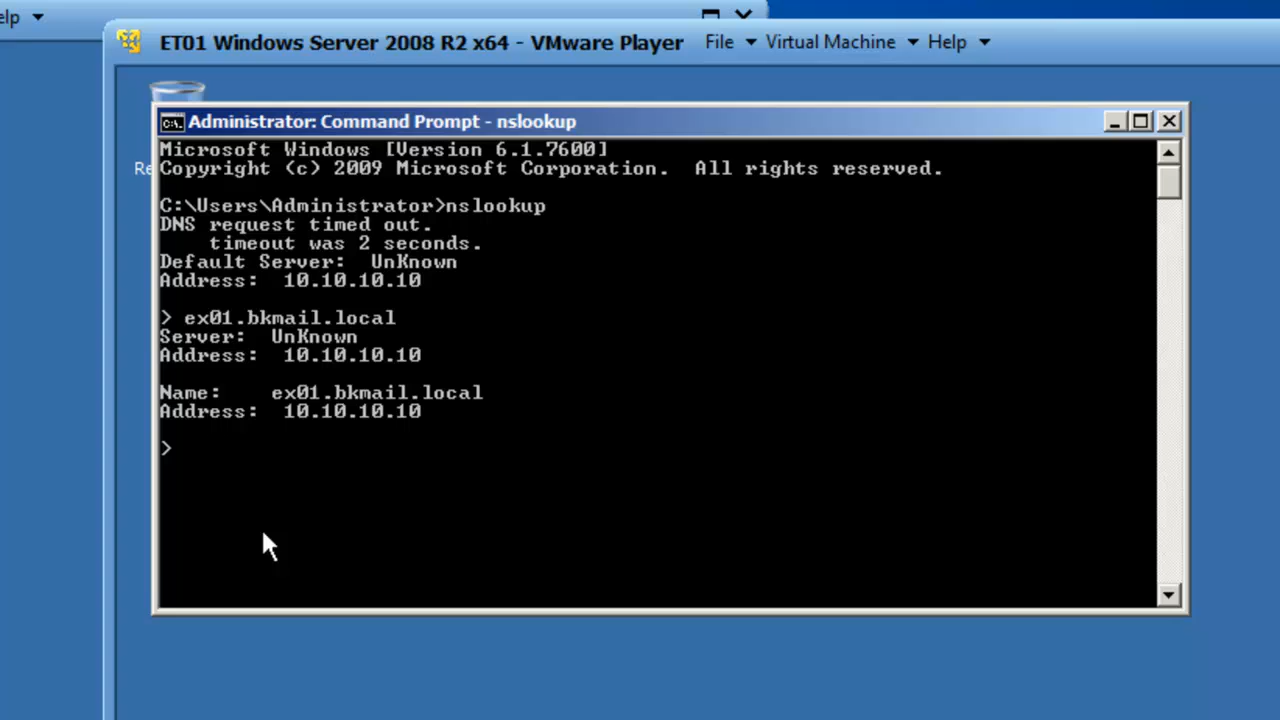 elp
ET01 Windows Server 2008 R2 x64 - VMware Player File Virtual Machine Help
Administrator: Command Prompt - nslookup
Re
Microsoft Windows [Version 6.1.7600]
Copyright (c) 2009 Microsoft Corporation.  All rights reserved.
C:\Users\Administrator>nslookup
DNS request timed out.
    timeout was 2 seconds.
Default Server:  UnKnown
Address:  10.10.10.10
> ex01.bkmail.local
Server:  UnKnown
Address:  10.10.10.10
Name:    ex01.bkmail.local
Address:  10.10.10.10
>